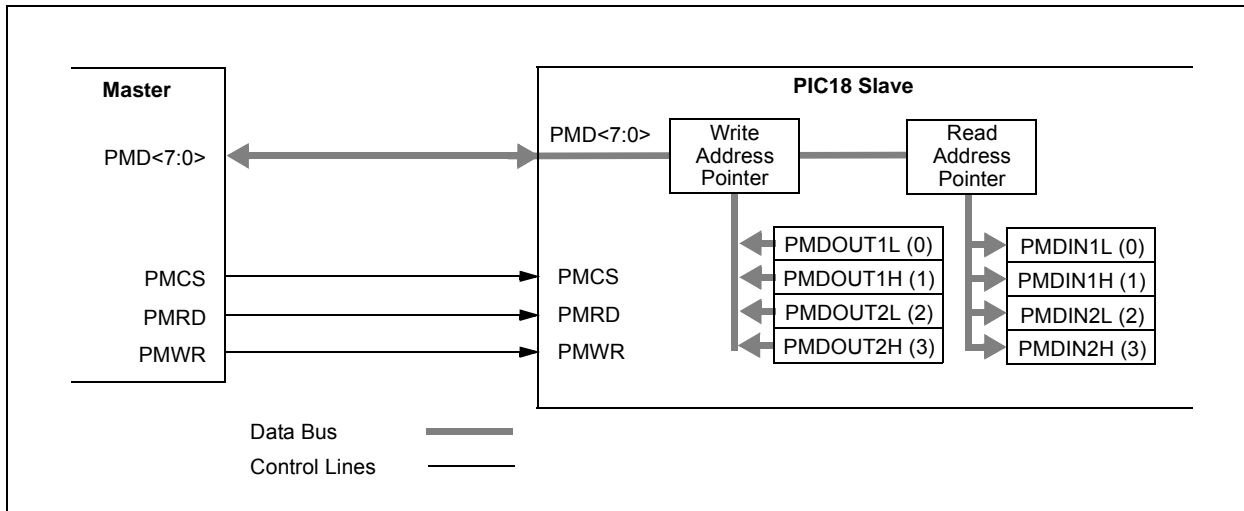 Master
PIC18 Slave
PMD<7:0>
PMD<7:0>
Write
Address
Pointer
Read
Address
Pointer
PMDOUT1L (0)
PMDIN1L (0)
PMCS
PMCS
PMDOUT1H (1)
PMDIN1H (1)
PMRD
PMRD
PMDOUT2L (2)
PMDIN2L (2)
PMWR
PMWR
PMDOUT2H (3)
PMDIN2H (3)
Data Bus
Control Lines